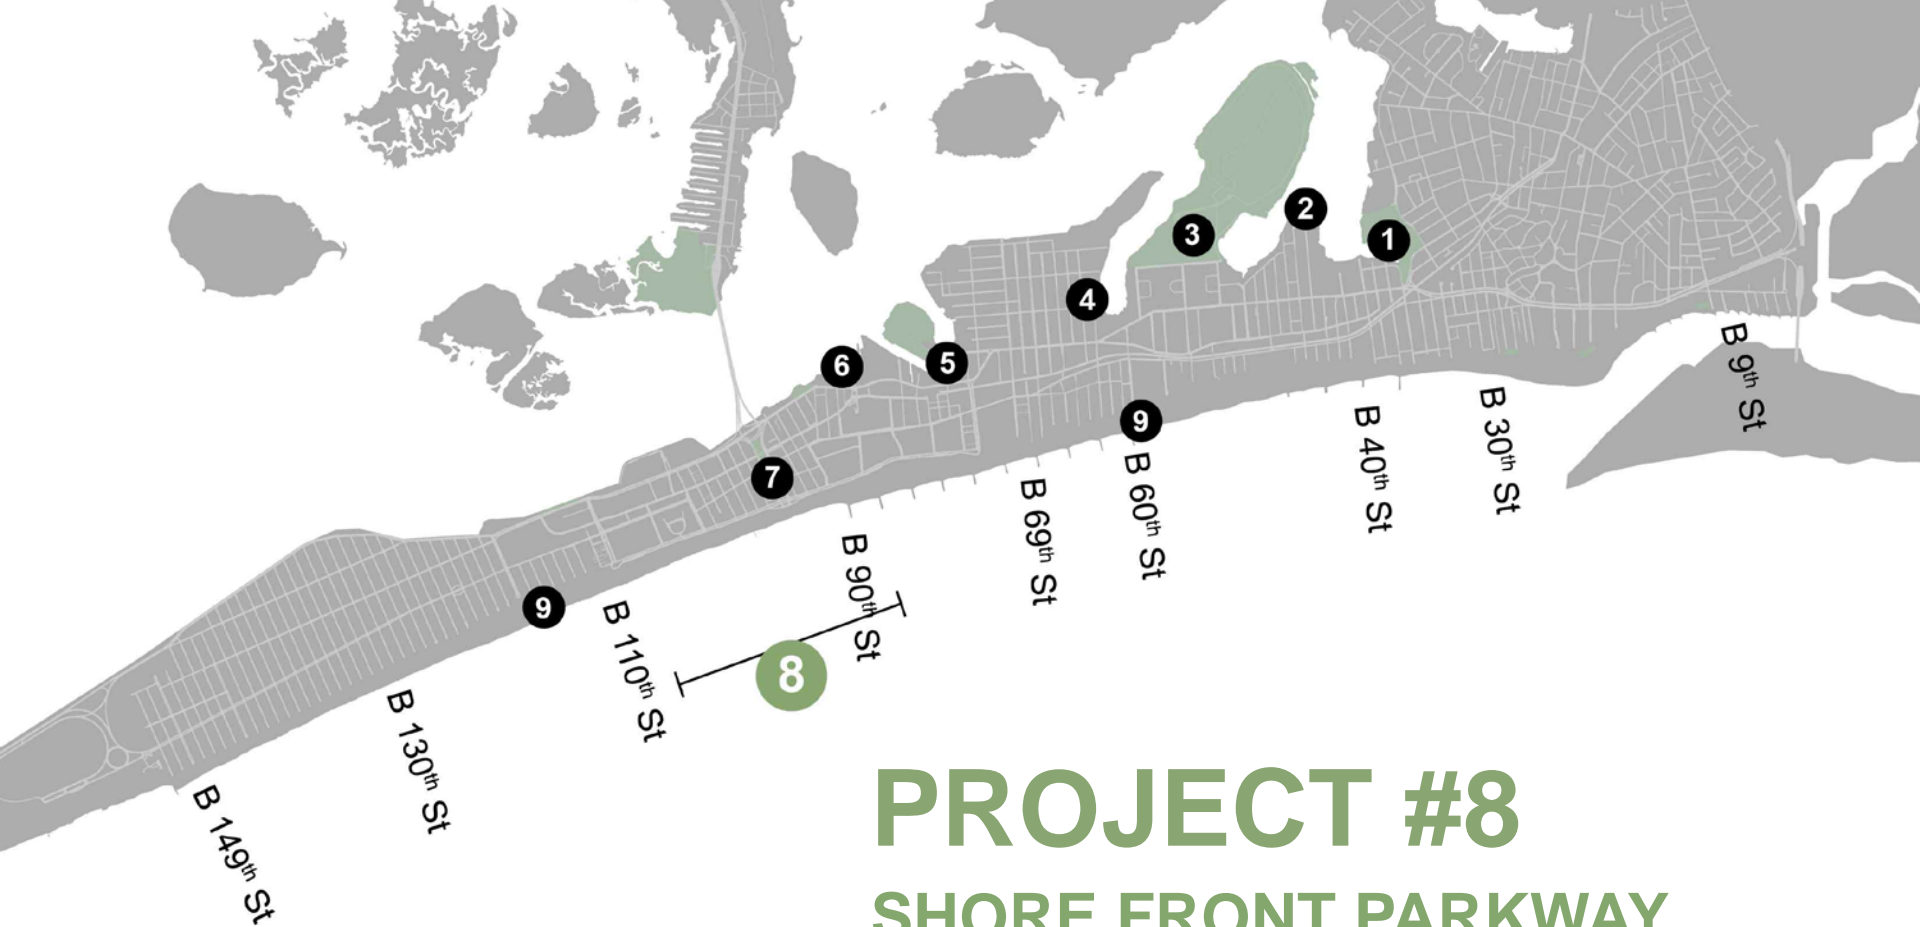 2
3
1
4
5
6
9
7
9
8
B 9th St
B 30th St
B 40th St
B 60th St
B 69th St
B 90th St
B 110th St
B 130th St
B 149th St
PROJECT #8
SHORE FRONT PARKWAY